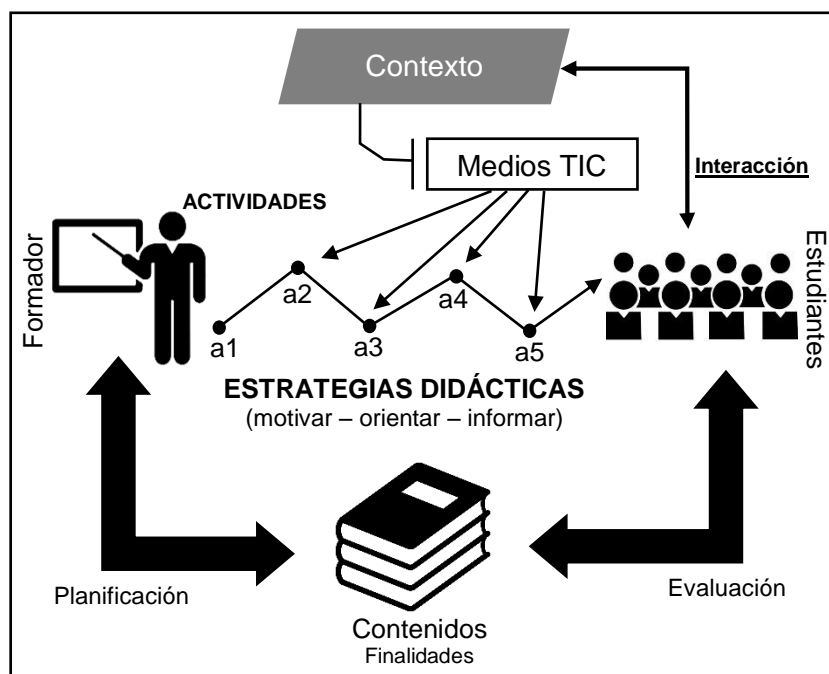 Contexto
Medios TIC
Interacción
ACTIVIDADES
Formador
Estudiantes
a1
a2
a3
a4
a5
ESTRATEGIAS DIDÁCTICAS
(motivar – orientar – informar)
Planificación
Evaluación
Contenidos
Finalidades